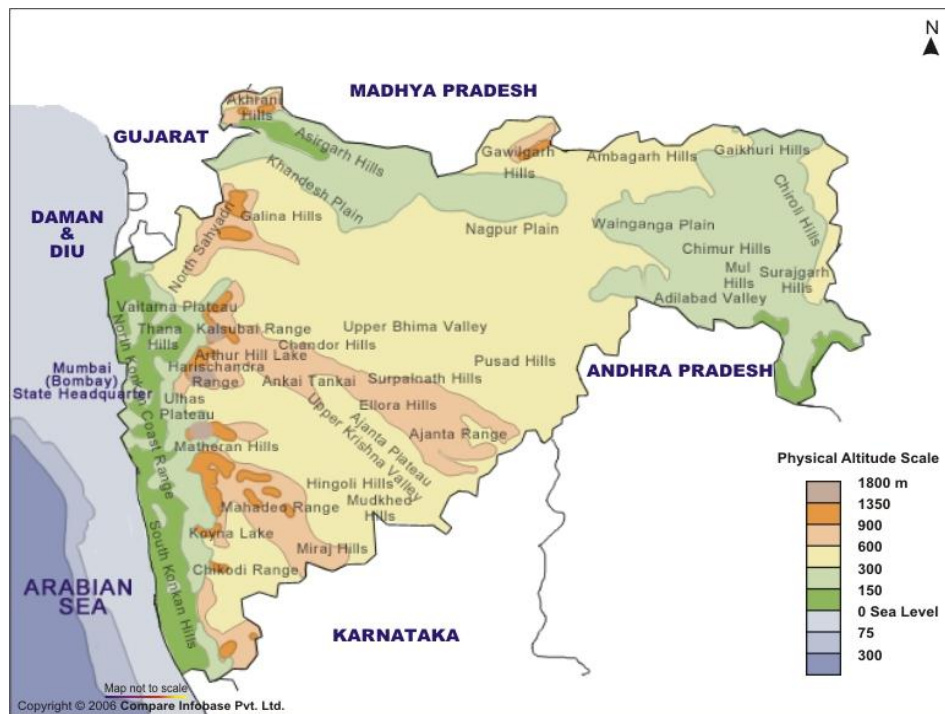 N
MADHYA PRADESH
GUJARAT
DAMAN
&
DIU
Akhrani
Hills
Asirgarh Hills
Khandesh Plain
Gawilgarh
Hills
Ambagarh Hills
Gaikhuri Hills
Chiroli Hills
North Sahyadri
Galina Hills
Nagpur Plain
Wainganga Plain
Chimur Hills
Mul
Hills
Surajgarh
Hills
Adilabad Valley
Vaitarna Plateau
Thana
Hills
Kalsubai Range
Upper Bhima Valley
Chandor Hills
Arthur Hill Lake
Harischandra
Range
Ankai Tankai
Surpalnath Hills
Pusad Hills
ANDHRA PRADESH
Mumbai
(Bombay)
State Headquarter
North Konkan Coast Range
Ulhas
Plateau
Ellora Hills
Ajanta Range
Ajanta Plateau
Upper Krishna Valley
Matheran Hills
Hingoli Hills
Mudkhed
Hills
Mahadeo Range
Koyna Lake
Miraj Hills
Chikodi Range
South Konkan Hills
ARABIAN
SEA
KARNATAKA
Physical Altitude Scale
1800 m
1350
900
600
300
150
0 Sea Level
75
300
Map not to scale
Copyright © 2006 Compare Infobase Pvt. Ltd.